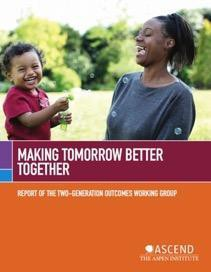 MAKING TOMORROW BETTER
TOGETHER
REPORT OF THE TWO-GENERATION OUTCOMES WORKING GROUP
ASCEND
THE ASPEN INSTITUTE